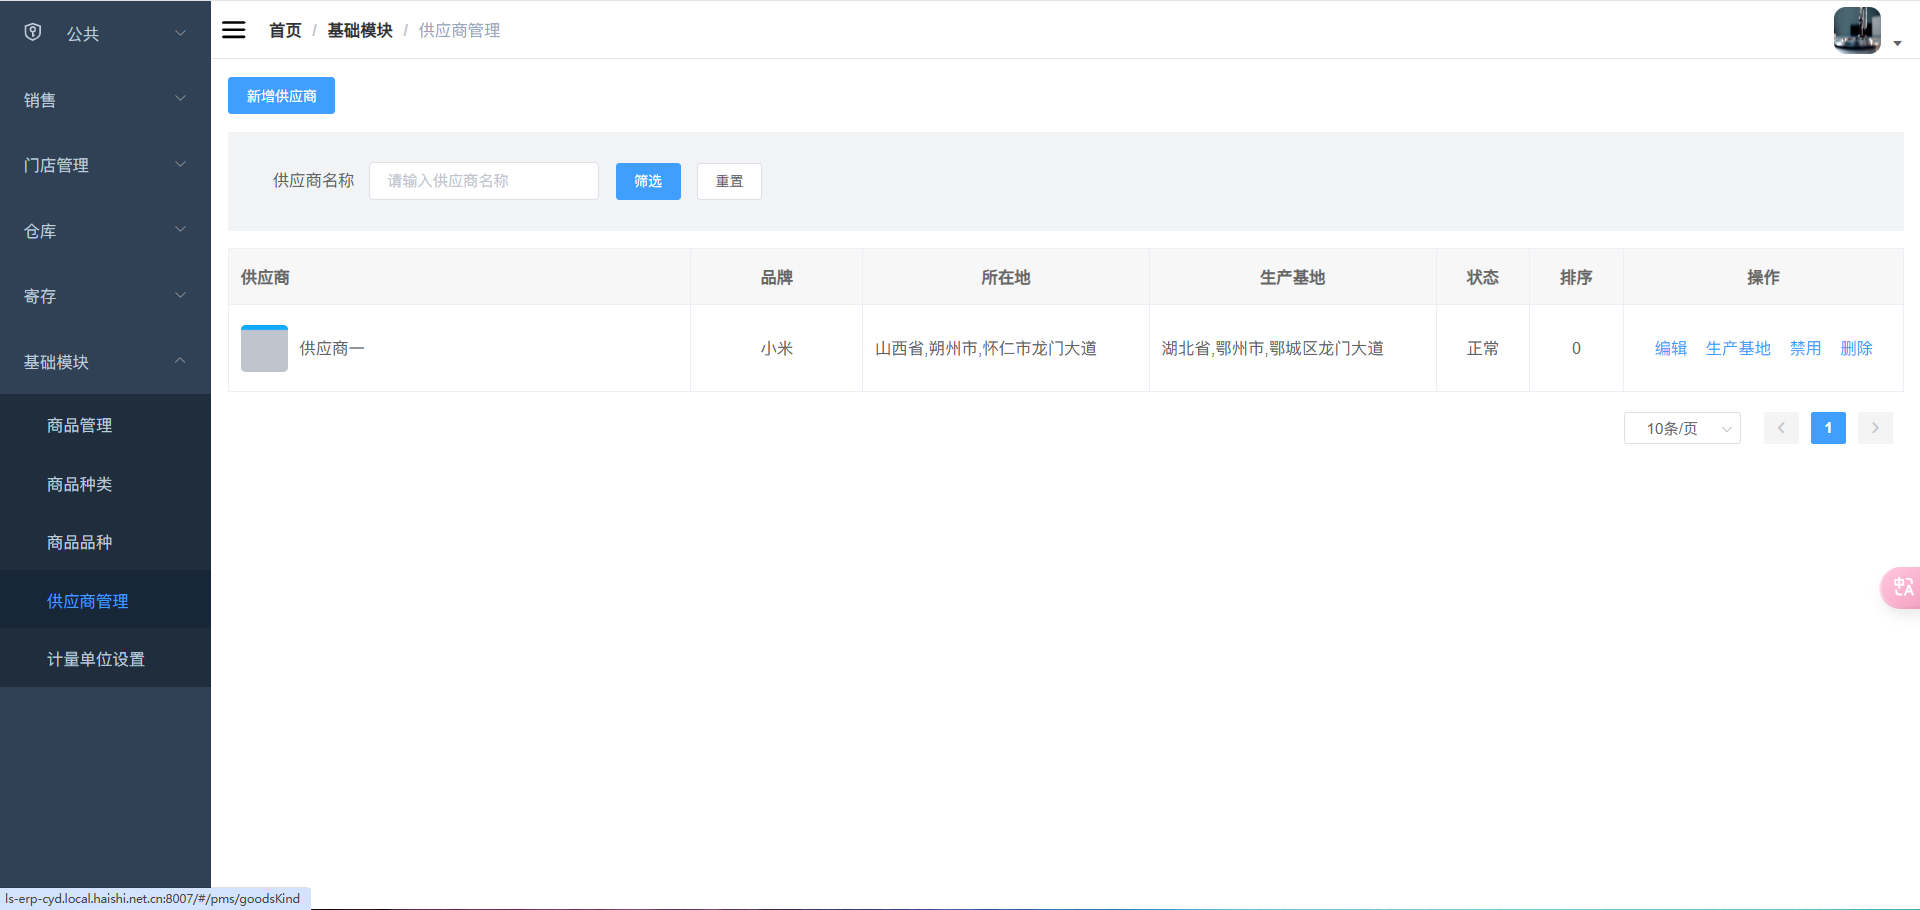 公共
销售
门店管理
仓库
寄存
基础模块
商品管理
商品种类
商品品种
供应商管理
计量单位设置
首页 / 基础模块 / 供应商管理
新增供应商
供应商名称 请输入供应商名称 筛选 重置
供应商 品牌 所在地 生产基地 状态 排序 操作
供应商一 小米 山西省,朔州市,怀仁市龙门大道 湖北省,鄂州市,鄂城区龙门大道 正常 0 编辑 生产基地 禁用 删除
10条/页 1
中A
ls-erp-cyd.local.haishi.net.cn:8007/#/pms/goodsKind